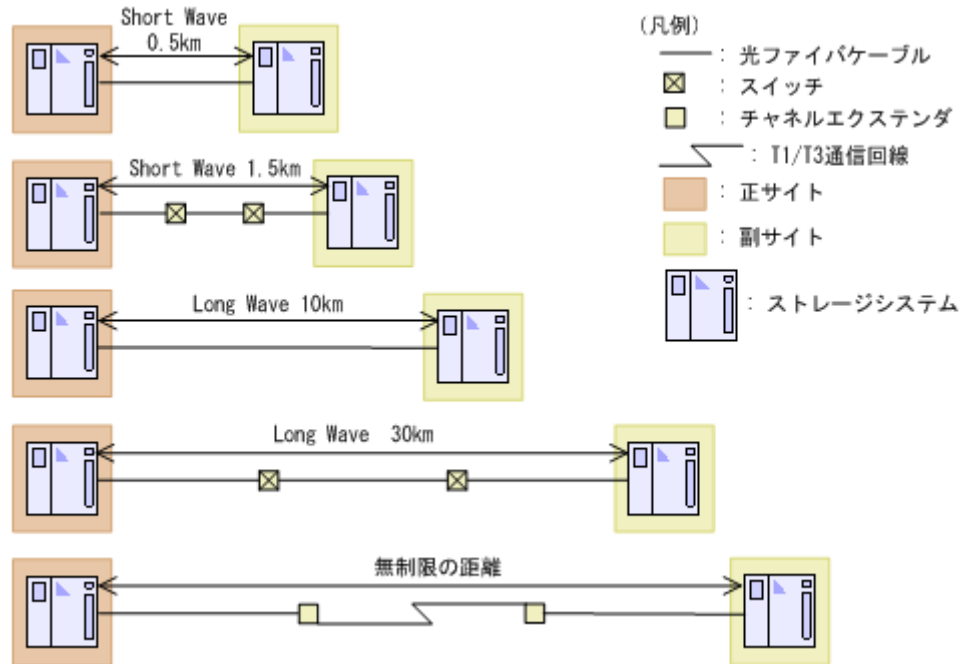 Short Wave
0.5km
Short Wave 1.5km
Long Wave 10km
Long Wave 30km
無制限の距離
(凡例)
: 光ファイバケーブル
: スイッチ
: チャネルエクステンダ
: T1/T3通信回線
: 正サイト
: 副サイト
: ストレージシステム